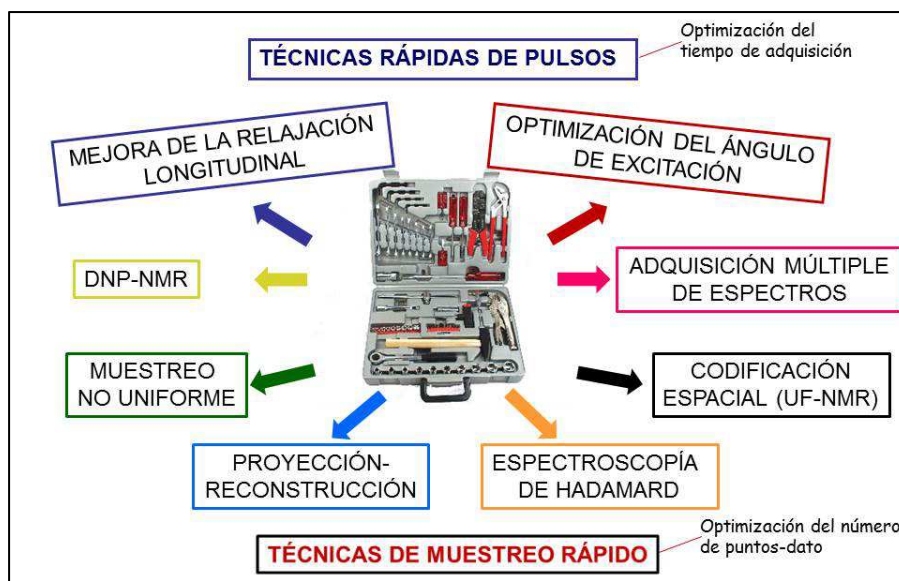 TÉCNICAS RÁPIDAS DE PULSOS
Optimización del
tiempo de adquisición
MEJORA DE LA RELAJACIÓN
LONGITUDINAL
OPTIMIZACIÓN DEL ÁNGULO
DE EXCITACIÓN
DNP-NMR
ADQUISICIÓN MÚLTIPLE
DE ESPECTROS
MUESTREO
NO UNIFORME
CODIFICACIÓN
ESPACIAL (UF-NMR)
PROYECCIÓN-
RECONSTRUCCIÓN
ESPECTROSCOPÍA
DE HADAMARD
TÉCNICAS DE MUESTREO RÁPIDO
Optimización del número
de puntos-dato